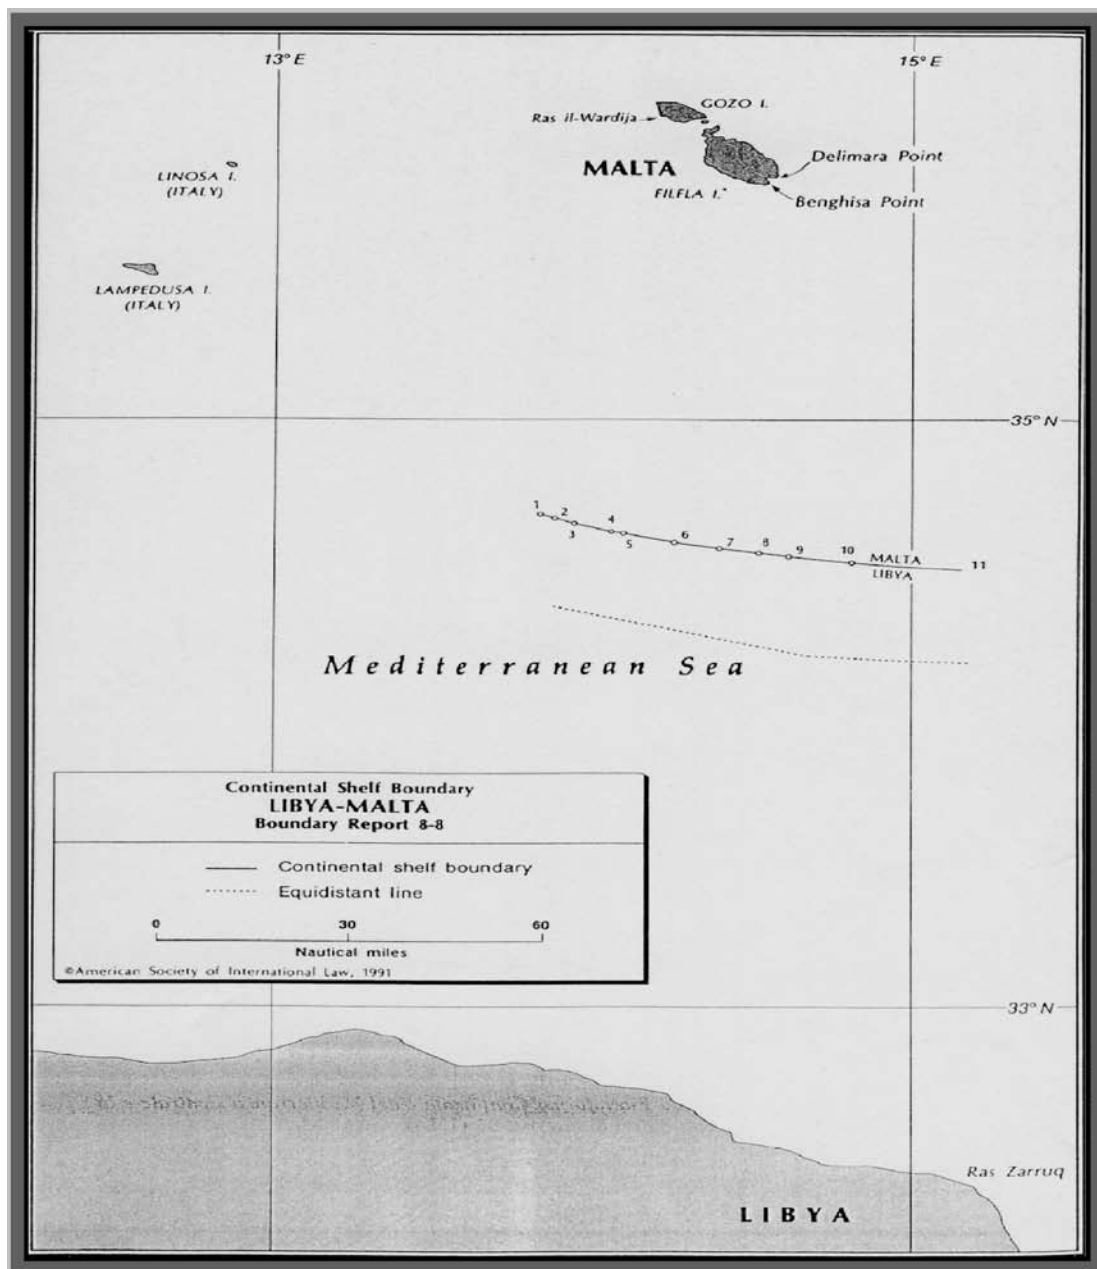 13° E
15° E
GOZO I.
Ras il-Wardija
Delimara Point
MALTA
LINOSA I.
(ITALY)
FILFLA I.
Benghisa Point
LAMPEDUSA I.
(ITALY)
35° N
1
2
3
4
5
6
7
8
9
10
MALTA
11
LIBYA
Mediterranean Sea
Continental Shelf Boundary
LIBYA-MALTA
Boundary Report 8-8
Continental shelf boundary
Equidistant line
0 30 60
Nautical miles
©American Society of International Law, 1991
33° N
Ras Zarruq
LIBYA